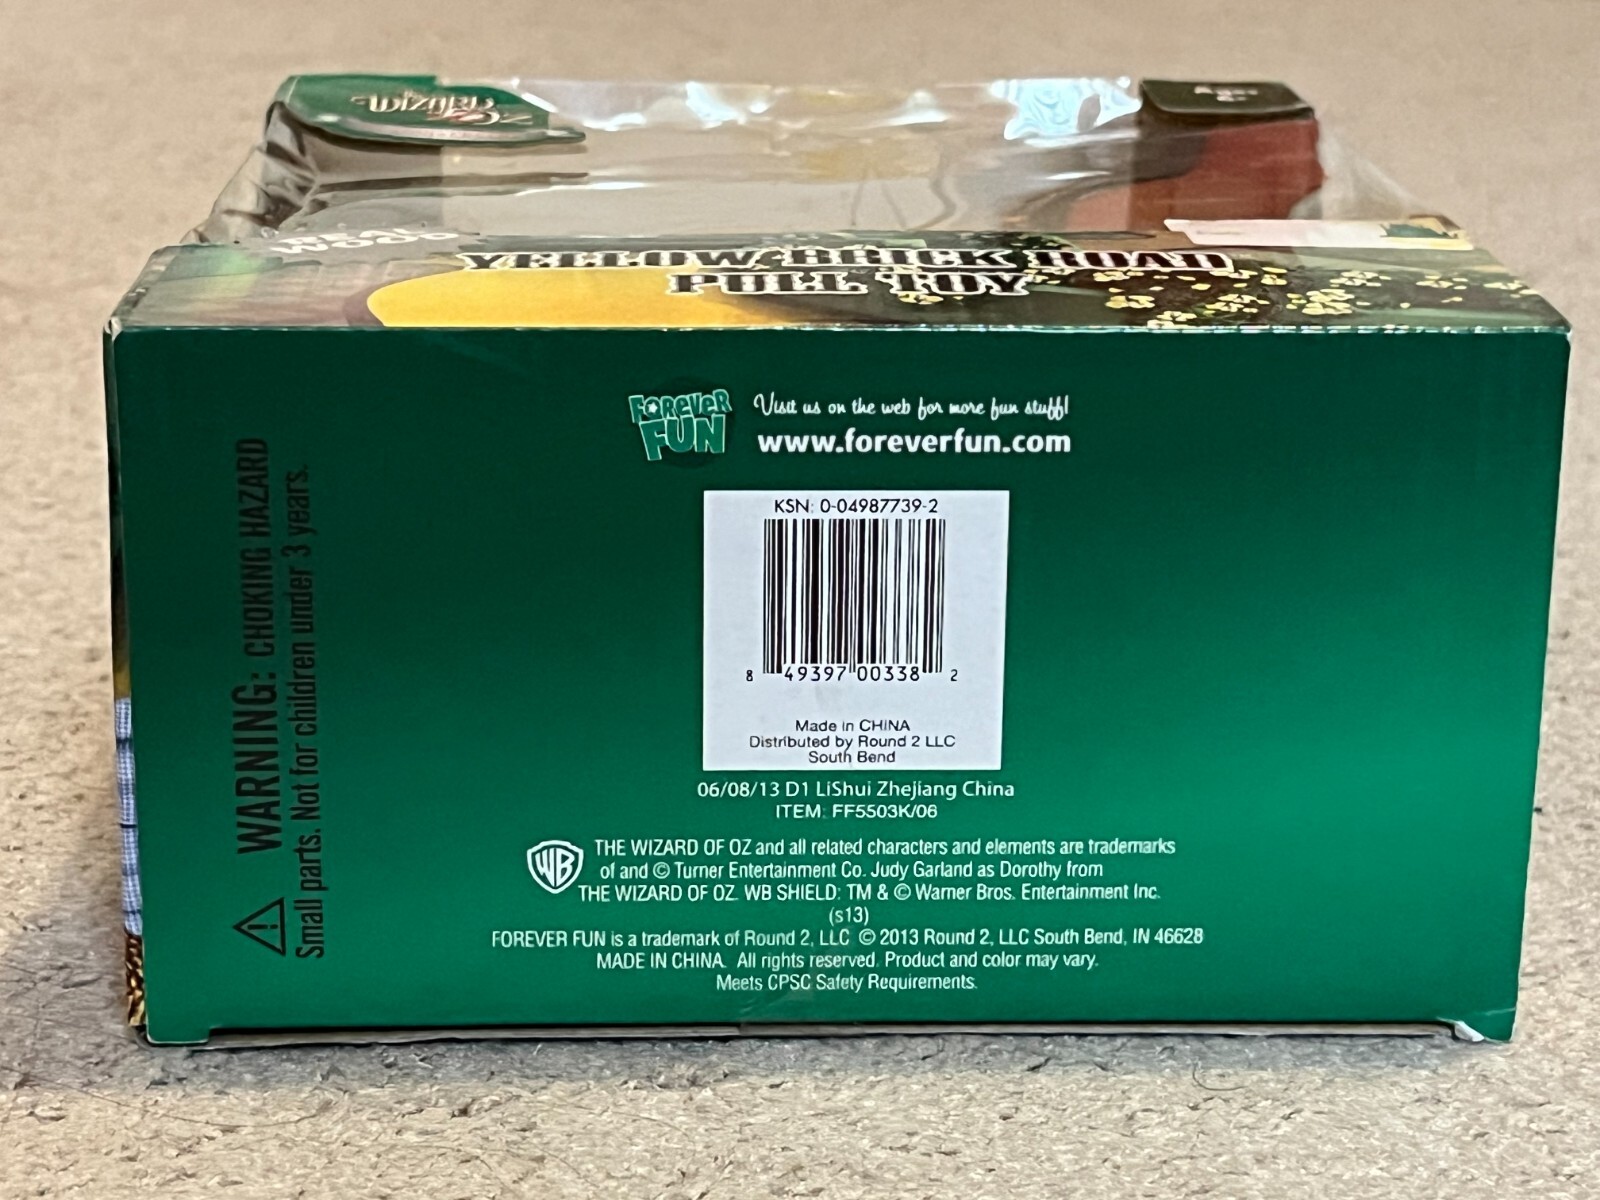 WIZARD
OF
Ages
REAL
WOOD
YELLOW BRICK ROAD
PULL TOY
FOREVER
FUN
Visit us on the web for more fun stuff!
www.foreverfun.com
WARNING: CHOKING HAZARD
Small parts. Not for children under 3 years.
KSN: 0-04987739-2
8 49397 00338 2
Made in CHINA
Distributed by Round 2 LLC
South Bend
06/08/13 D1 LiShui Zhejiang China
ITEM: FF5503K/06
WB
THE WIZARD OF OZ and all related characters and elements are trademarks
of and © Turner Entertainment Co. Judy Garland as Dorothy from
THE WIZARD OF OZ. WB SHIELD: TM & © Warner Bros. Entertainment Inc.
(s13)
FOREVER FUN is a trademark of Round 2, LLC © 2013 Round 2, LLC South Bend, IN 46628
MADE IN CHINA. All rights reserved. Product and color may vary.
Meets CPSC Safety Requirements.